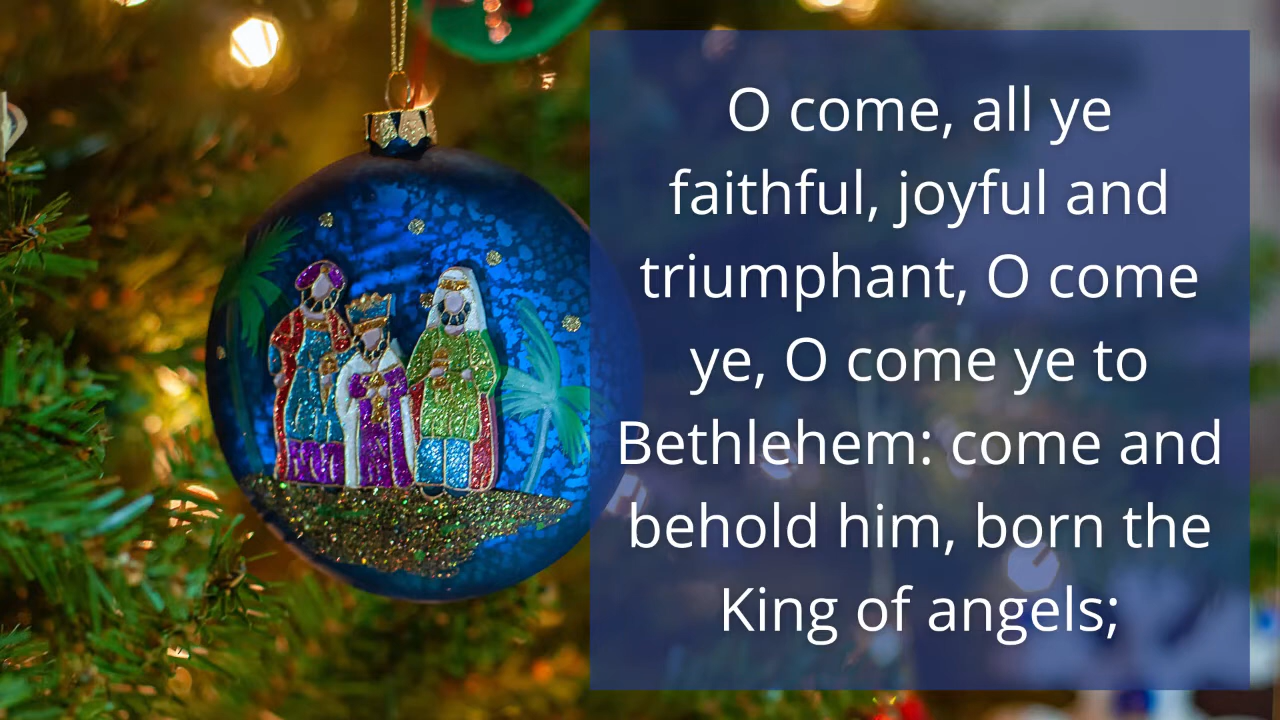 O come, all ye
faithful, joyful and
triumphant, O come
ye, O come ye to
Bethlehem: come and
behold him, born the
King of angels;